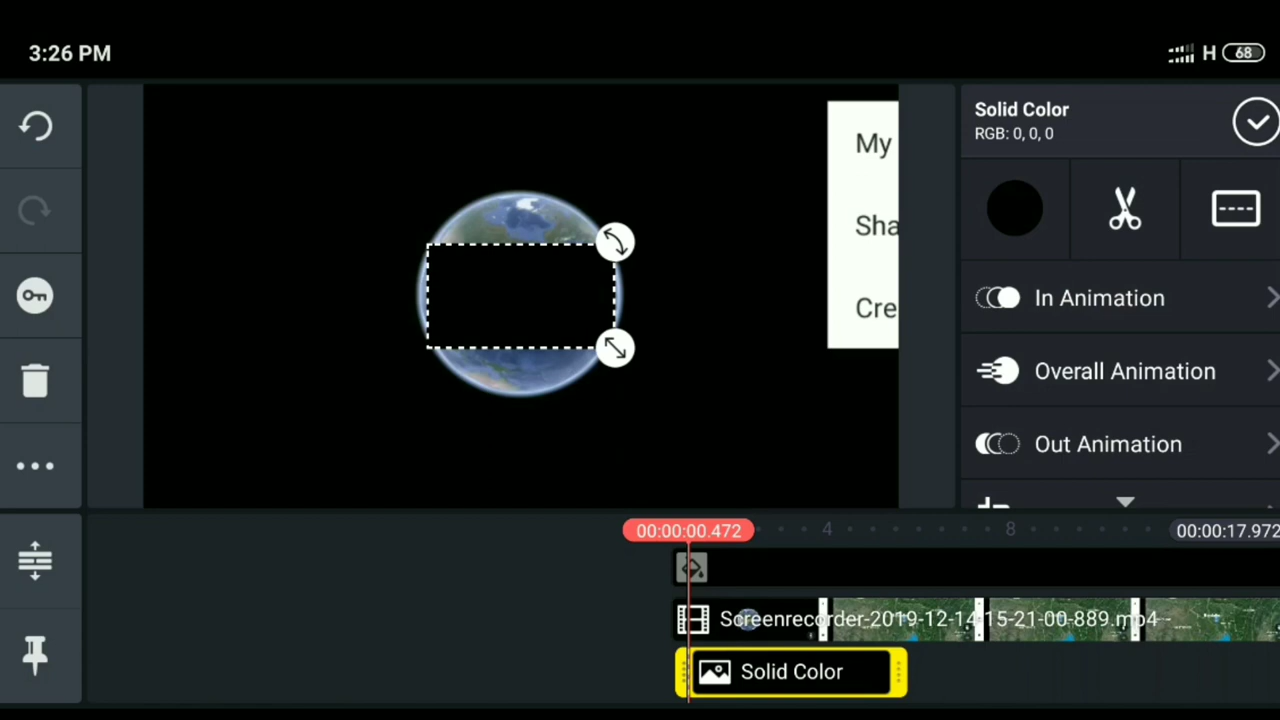 3:26 PM
H 68
Solid Color
RGB: 0, 0, 0
My
Sha
Cre
In Animation
Overall Animation
Out Animation
00:00:00.472
4
8
00:00:17.972
Screenrecorder-2019-12-14-15-21-00-889.mp4 -
Solid Color